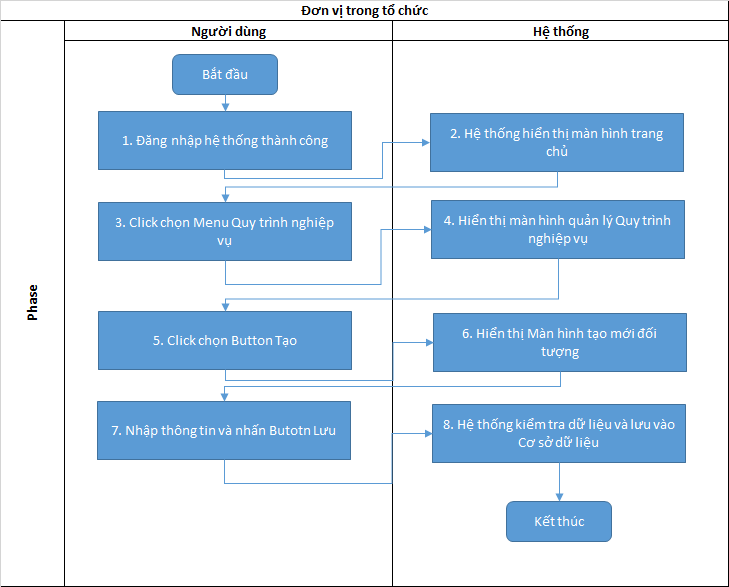 Đơn vị trong tổ chức
Người dùng
Hệ thống
Phase
Bắt đầu
1. Đăng nhập hệ thống thành công
2. Hệ thống hiển thị màn hình trang
chủ
3. Click chọn Menu Quy trình nghiệp
vụ
4. Hiển thị màn hình quản lý Quy trình
nghiệp vụ
5. Click chọn Button Tạo
6. Hiển thị Màn hình tạo mới đối
tượng
7. Nhập thông tin và nhấn Butotn Lưu
8. Hệ thống kiểm tra dữ liệu và lưu vào
Cơ sở dữ liệu
Kết thúc